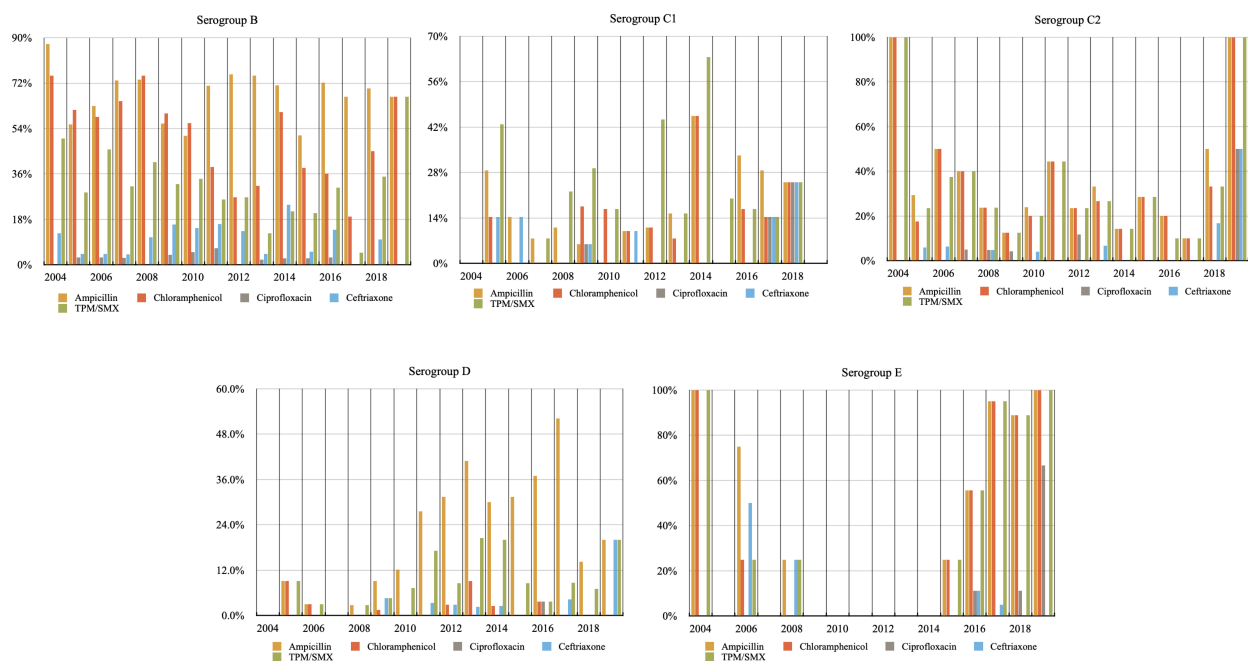 Serogroup B
90%
72%
54%
36%
18%
0%
2004 2006 2008 2010 2012 2014 2016 2018
Ampicillin Chloramphenicol Ciprofloxacin Ceftriaxone
TPM/SMX
Serogroup C1
70%
56%
42%
28%
14%
0%
2004 2006 2008 2010 2012 2014 2016 2018
Ampicillin Chloramphenicol Ciprofloxacin Ceftriaxone
TPM/SMX
Serogroup C2
100%
80%
60%
40%
20%
0%
2004 2006 2008 2010 2012 2014 2016 2018
Ampicillin Chloramphenicol Ciprofloxacin Ceftriaxone
TPM/SMX
Serogroup D
60.0%
48.0%
36.0%
24.0%
12.0%
0.0%
2004 2006 2008 2010 2012 2014 2016 2018
Ampicillin Chloramphenicol Ciprofloxacin Ceftriaxone
TPM/SMX
Serogroup E
100%
80%
60%
40%
20%
0%
2004 2006 2008 2010 2012 2014 2016 2018
Ampicillin Chloramphenicol Ciprofloxacin Ceftriaxone
TPM/SMX